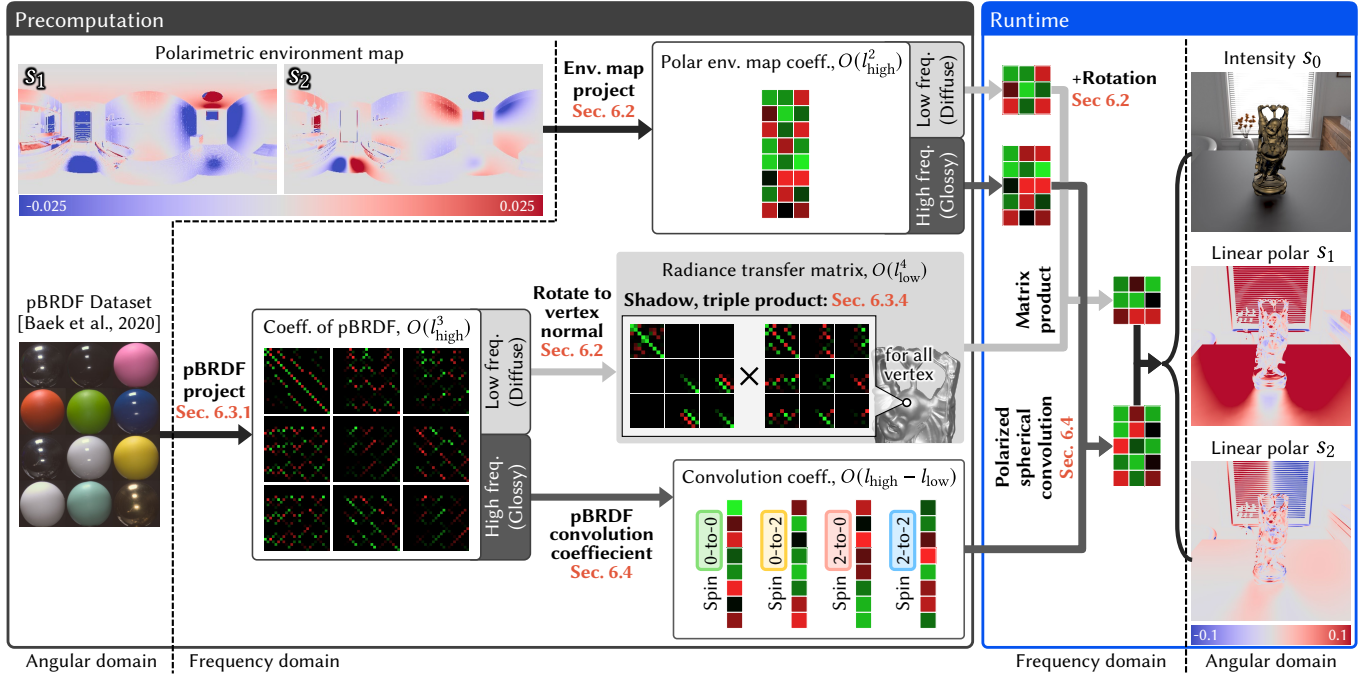 Precomputation
Polarimetric environment map
s1
s2
-0.025
0.025
Env. map
project
Sec. 6.2
Polar env. map coeff., O(l²high)
Low freq.
(Diffuse)
High freq.
(Glossy)
pBRDF Dataset
[Baek et al., 2020]
pBRDF
project
Sec. 6.3.1
Coeff. of pBRDF, O(l³high)
Low freq.
(Diffuse)
High freq.
(Glossy)
Rotate to
vertex
normal
Sec. 6.2
Radiance transfer matrix, O(l⁴low)
Shadow, triple product: Sec. 6.3.4
×
for all
vertex
pBRDF
convolution
coeffiecient
Sec. 6.4
Convolution coeff., O(lhigh − llow)
Spin 0-to-0
Spin 0-to-2
Spin 2-to-0
Spin 2-to-2
Angular domain
Frequency domain
Runtime
+Rotation
Sec 6.2
Matrix
product
Polarized
spherical
convolution
Sec. 6.4
Intensity s0
Linear polar s1
Linear polar s2
-0.1
0.1
Frequency domain
Angular domain